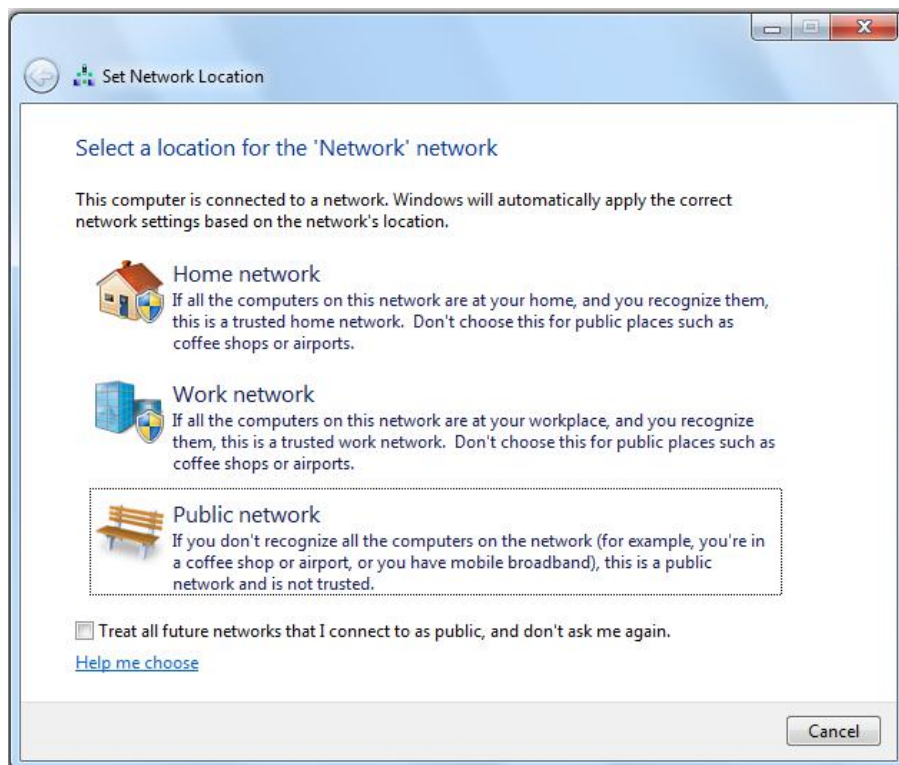 Set Network Location
Select a location for the 'Network' network
This computer is connected to a network. Windows will automatically apply the correct
network settings based on the network's location.
Home network
If all the computers on this network are at your home, and you recognize them,
this is a trusted home network.  Don't choose this for public places such as
coffee shops or airports.
Work network
If all the computers on this network are at your workplace, and you recognize
them, this is a trusted work network.  Don't choose this for public places such as
coffee shops or airports.
Public network
If you don't recognize all the computers on the network (for example, you're in
a coffee shop or airport, or you have mobile broadband), this is a public
network and is not trusted.
Treat all future networks that I connect to as public, and don't ask me again.
Help me choose
Cancel